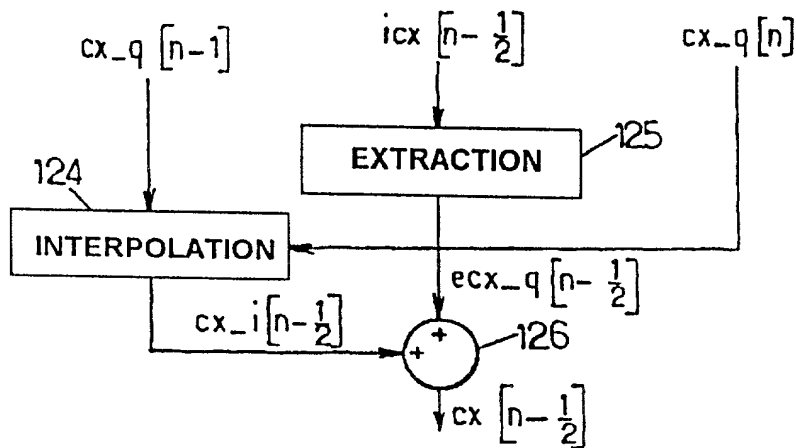 cx_q [n-1]
icx [n- 1/2]
cx_q [n]
EXTRACTION
125
124
INTERPOLATION
ecx_q [n- 1/2]
cx_i [n- 1/2]
+
+
126
cx [n- 1/2]